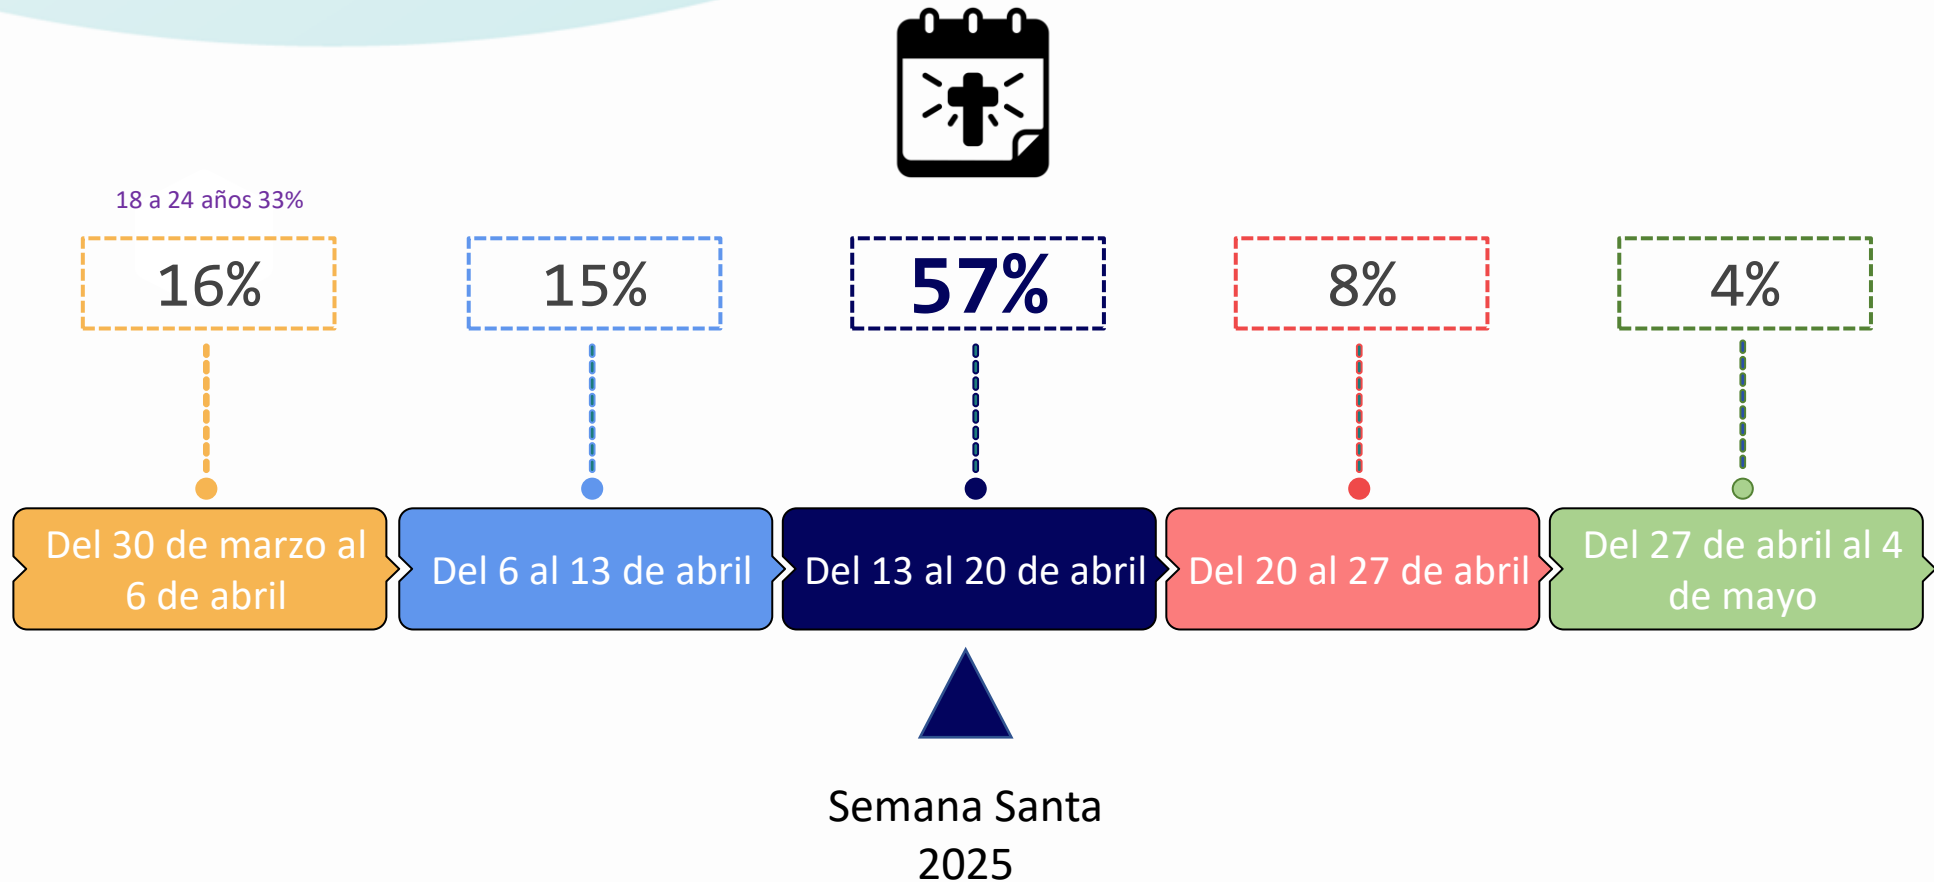 18 a 24 años 33%
16%
15%
57%
8%
4%
Del 30 de marzo al
6 de abril
Del 6 al 13 de abril
Del 13 al 20 de abril
Del 20 al 27 de abril
Del 27 de abril al 4
de mayo
Semana Santa
2025